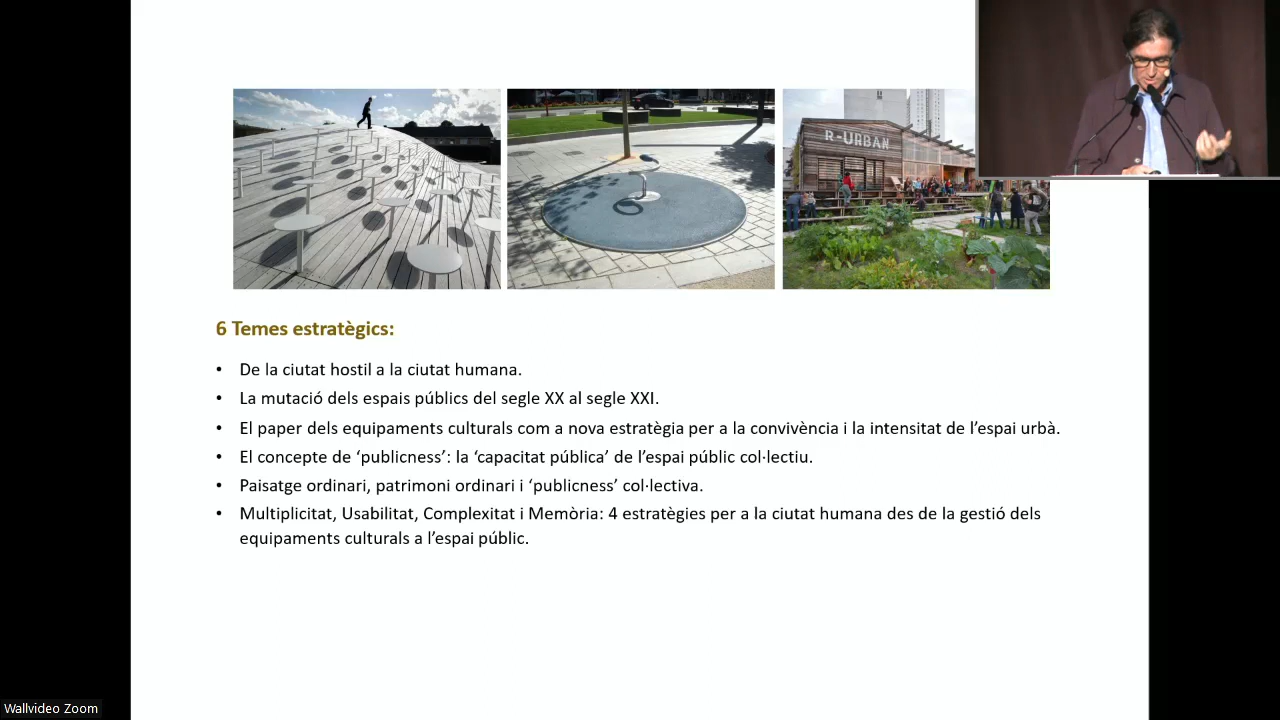 R-URBAN
6 Temes estratègics:
• De la ciutat hostil a la ciutat humana.
• La mutació dels espais públics del segle XX al segle XXI.
• El paper dels equipaments culturals com a nova estratègia per a la convivència i la intensitat de l’espai urbà.
• El concepte de ‘publicness’: la ‘capacitat pública’ de l’espai públic col·lectiu.
• Paisatge ordinari, patrimoni ordinari i ‘publicness’ col·lectiva.
• Multiplicitat, Usabilitat, Complexitat i Memòria: 4 estratègies per a la ciutat humana des de la gestió dels
equipaments culturals a l’espai públic.
Wallvideo Zoom